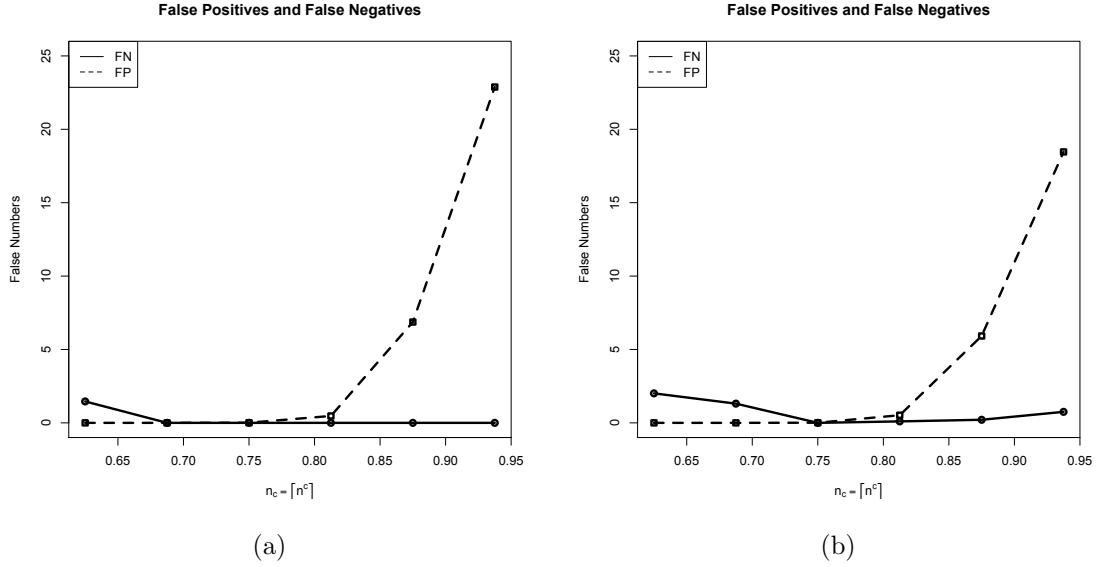 False Positives and False Negatives
FN
FP
25
20
15
10
5
0
False Numbers
0.65 0.70 0.75 0.80 0.85 0.90 0.95
n_c = ⌈n^c⌉
(a)
False Positives and False Negatives
FN
FP
25
20
15
10
5
0
False Numbers
0.65 0.70 0.75 0.80 0.85 0.90 0.95
n_c = ⌈n^c⌉
(b)